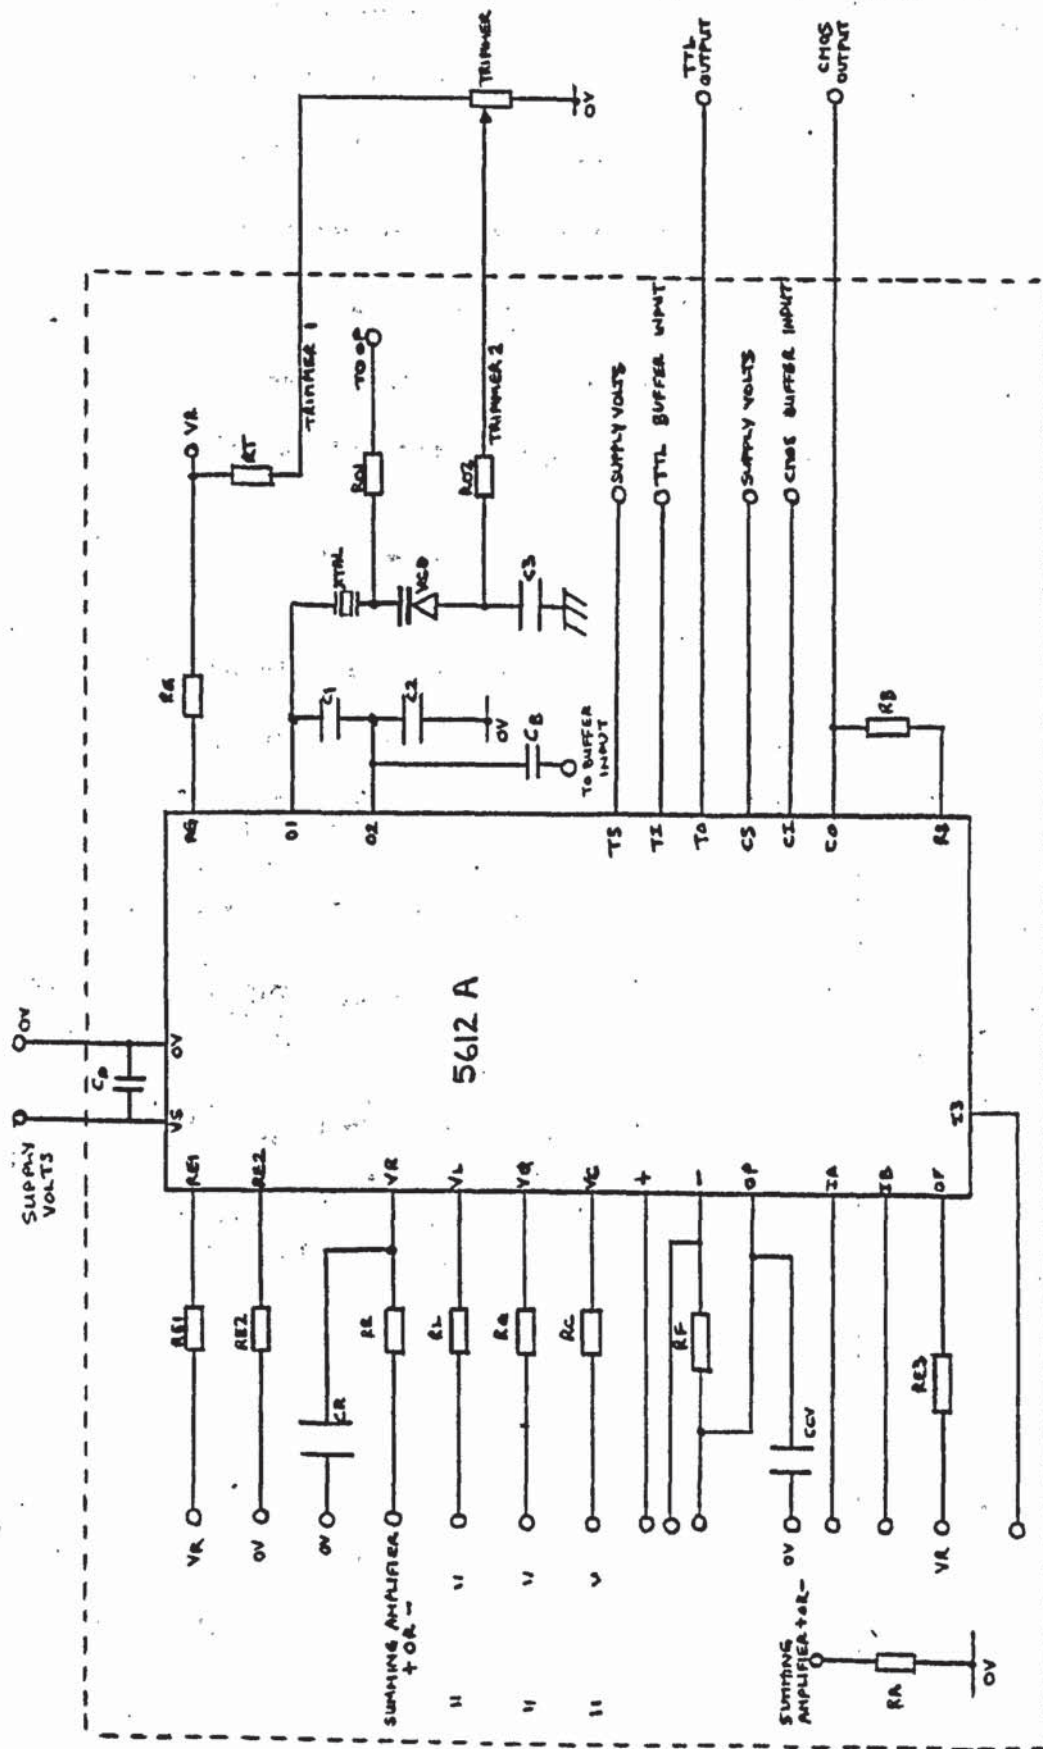 SUPPLY
VOLTS
0V
CD
VS
0V
5612 A
RE1
RE2
VR
VL
VQ
VC
+
-
OP
IA
IB
OF
I3
RG
O1
O2
TS
TI
TO
CS
CI
CO
RB
VR
RE1
0V
RE2
0V
CR
SUMMING AMPLIFIER
+ OR -
RR
"
"
RL
"
"
RQ
"
"
RC
RF
0V
CCV
VR
RE3
SUMMING
AMPLIFIER + OR -
RA
0V
RG
VR
RT
TRIMMER 1
TRIMMER
0V
XTAL
RO1
TO OP
VCD
RO2
TRIMMER 2
C3
C1
C2
0V
CB
TO BUFFER
INPUT
SUPPLY VOLTS
TTL BUFFER INPUT
TTL
OUTPUT
SUPPLY VOLTS
CMOS BUFFER INPUT
CMOS
OUTPUT
RB